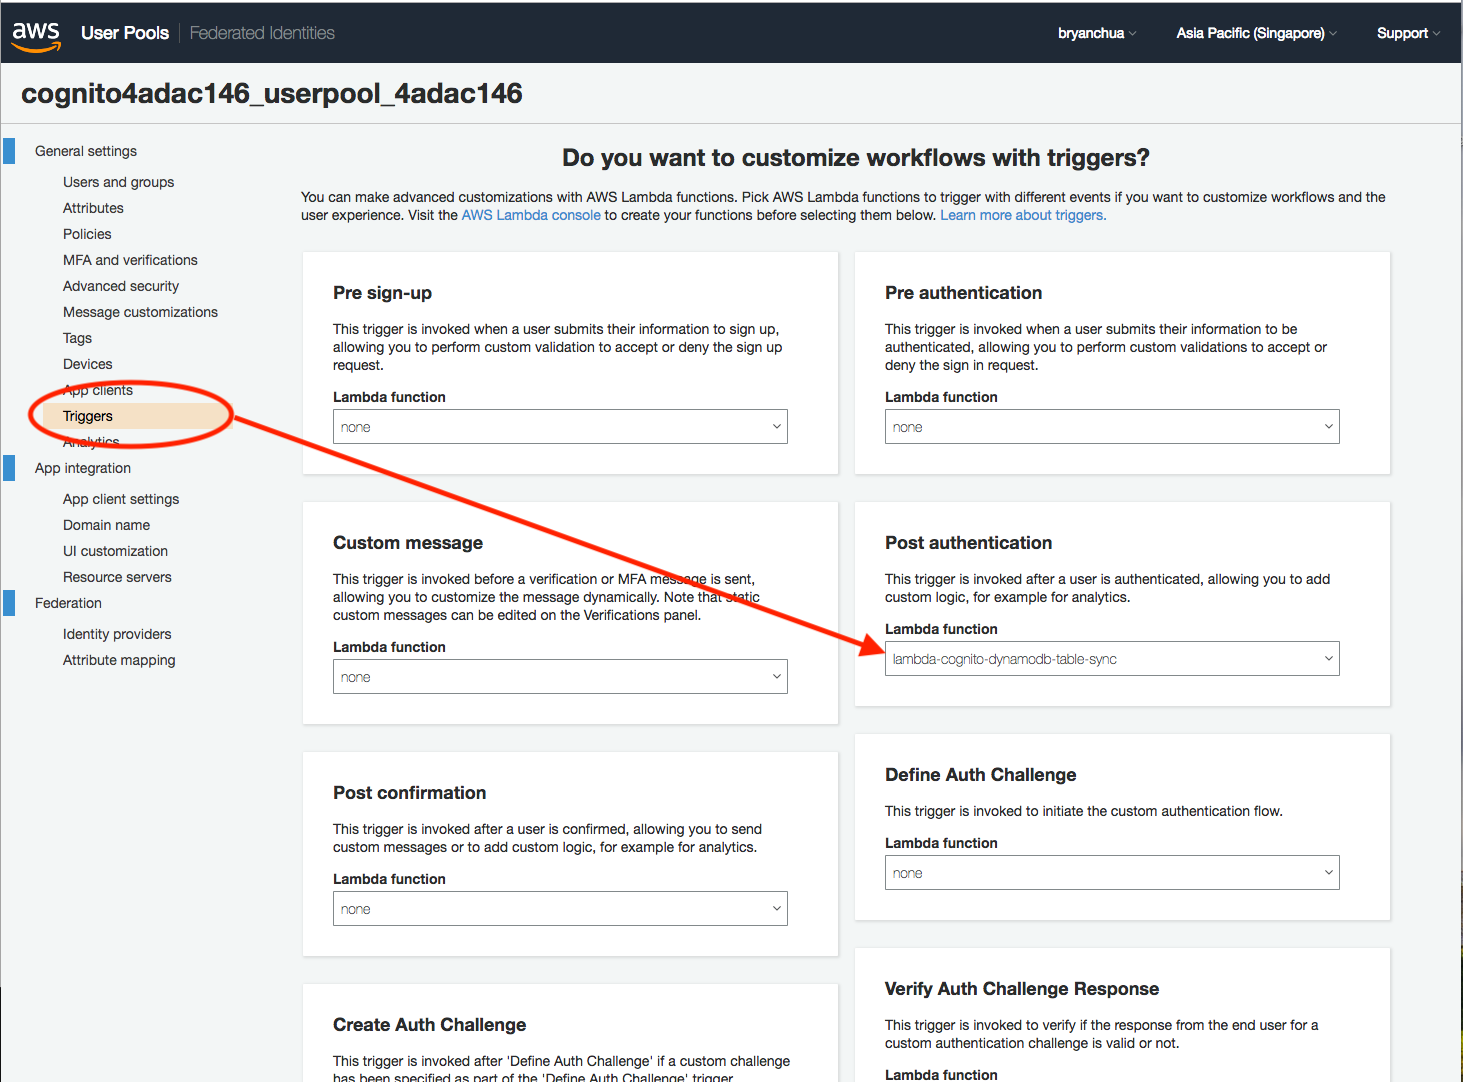 aws User Pools Federated Identities bryanchua Asia Pacific (Singapore) Support
cognito4adac146_userpool_4adac146
General settings
Users and groups
Attributes
Policies
MFA and verifications
Advanced security
Message customizations
Tags
Devices
App clients
Triggers
Analytics
App integration
App client settings
Domain name
UI customization
Resource servers
Federation
Identity providers
Attribute mapping
Do you want to customize workflows with triggers?
You can make advanced customizations with AWS Lambda functions. Pick AWS Lambda functions to trigger with different events if you want to customize workflows and the
user experience. Visit the AWS Lambda console to create your functions before selecting them below. Learn more about triggers.
Pre sign-up
This trigger is invoked when a user submits their information to sign up,
allowing you to perform custom validation to accept or deny the sign up
request.
Lambda function
none
Pre authentication
This trigger is invoked when a user submits their information to be
authenticated, allowing you to perform custom validations to accept or
deny the sign in request.
Lambda function
none
Custom message
This trigger is invoked before a verification or MFA message is sent,
allowing you to customize the message dynamically. Note that static
custom messages can be edited on the Verifications panel.
Lambda function
none
Post authentication
This trigger is invoked after a user is authenticated, allowing you to add
custom logic, for example for analytics.
Lambda function
lambda-cognito-dynamodb-table-sync
Post confirmation
This trigger is invoked after a user is confirmed, allowing you to send
custom messages or to add custom logic, for example for analytics.
Lambda function
none
Define Auth Challenge
This trigger is invoked to initiate the custom authentication flow.
Lambda function
none
Create Auth Challenge
This trigger is invoked after 'Define Auth Challenge' if a custom challenge
has been specified as part of the 'Define Auth Challenge' trigger
Verify Auth Challenge Response
This trigger is invoked to verify if the response from the end user for a
custom authentication challenge is valid or not.
Lambda function